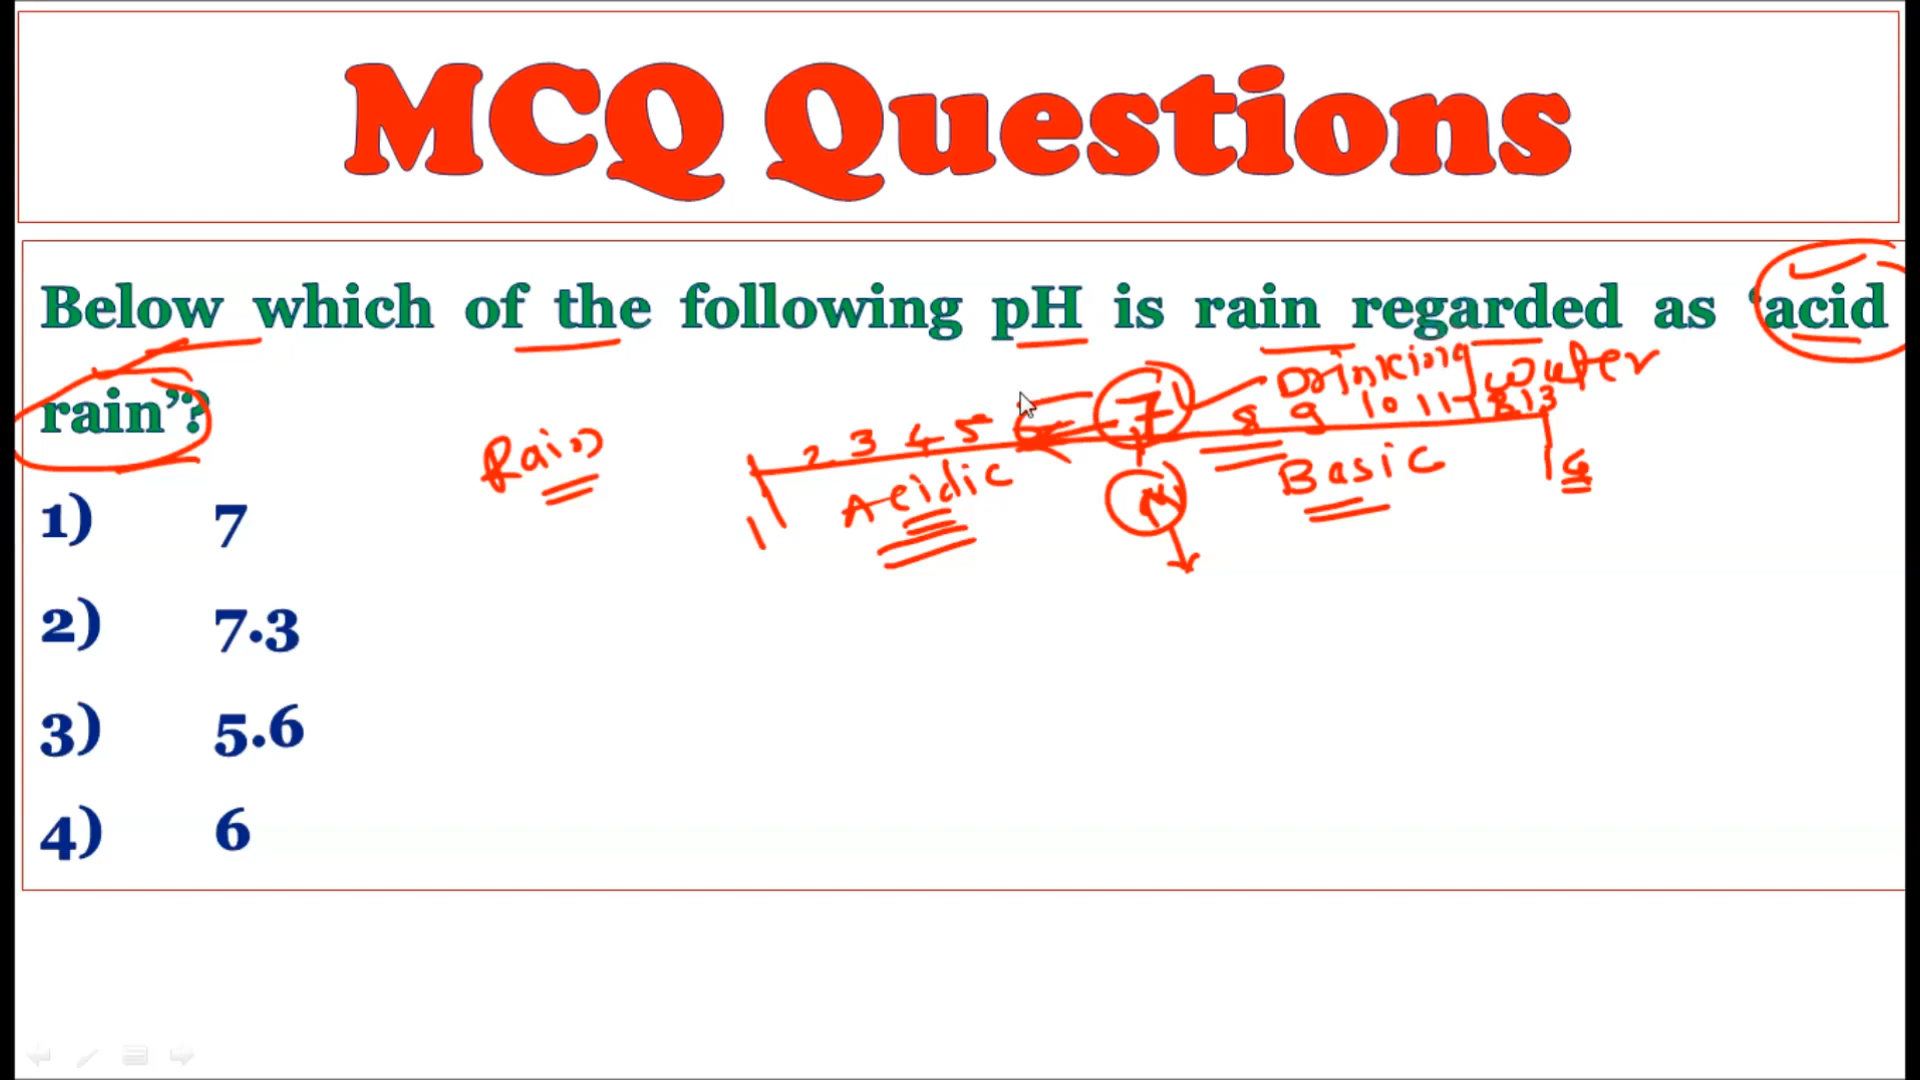 MCQ Questions
Below which of the following pH is rain regarded as “acid
rain”?
Drinking water
Rain
1 2 3 4 5 6 7 8 9 10 11 12 13
Acidic
N
Basic
1) 7
2) 7.3
3) 5.6
4) 6